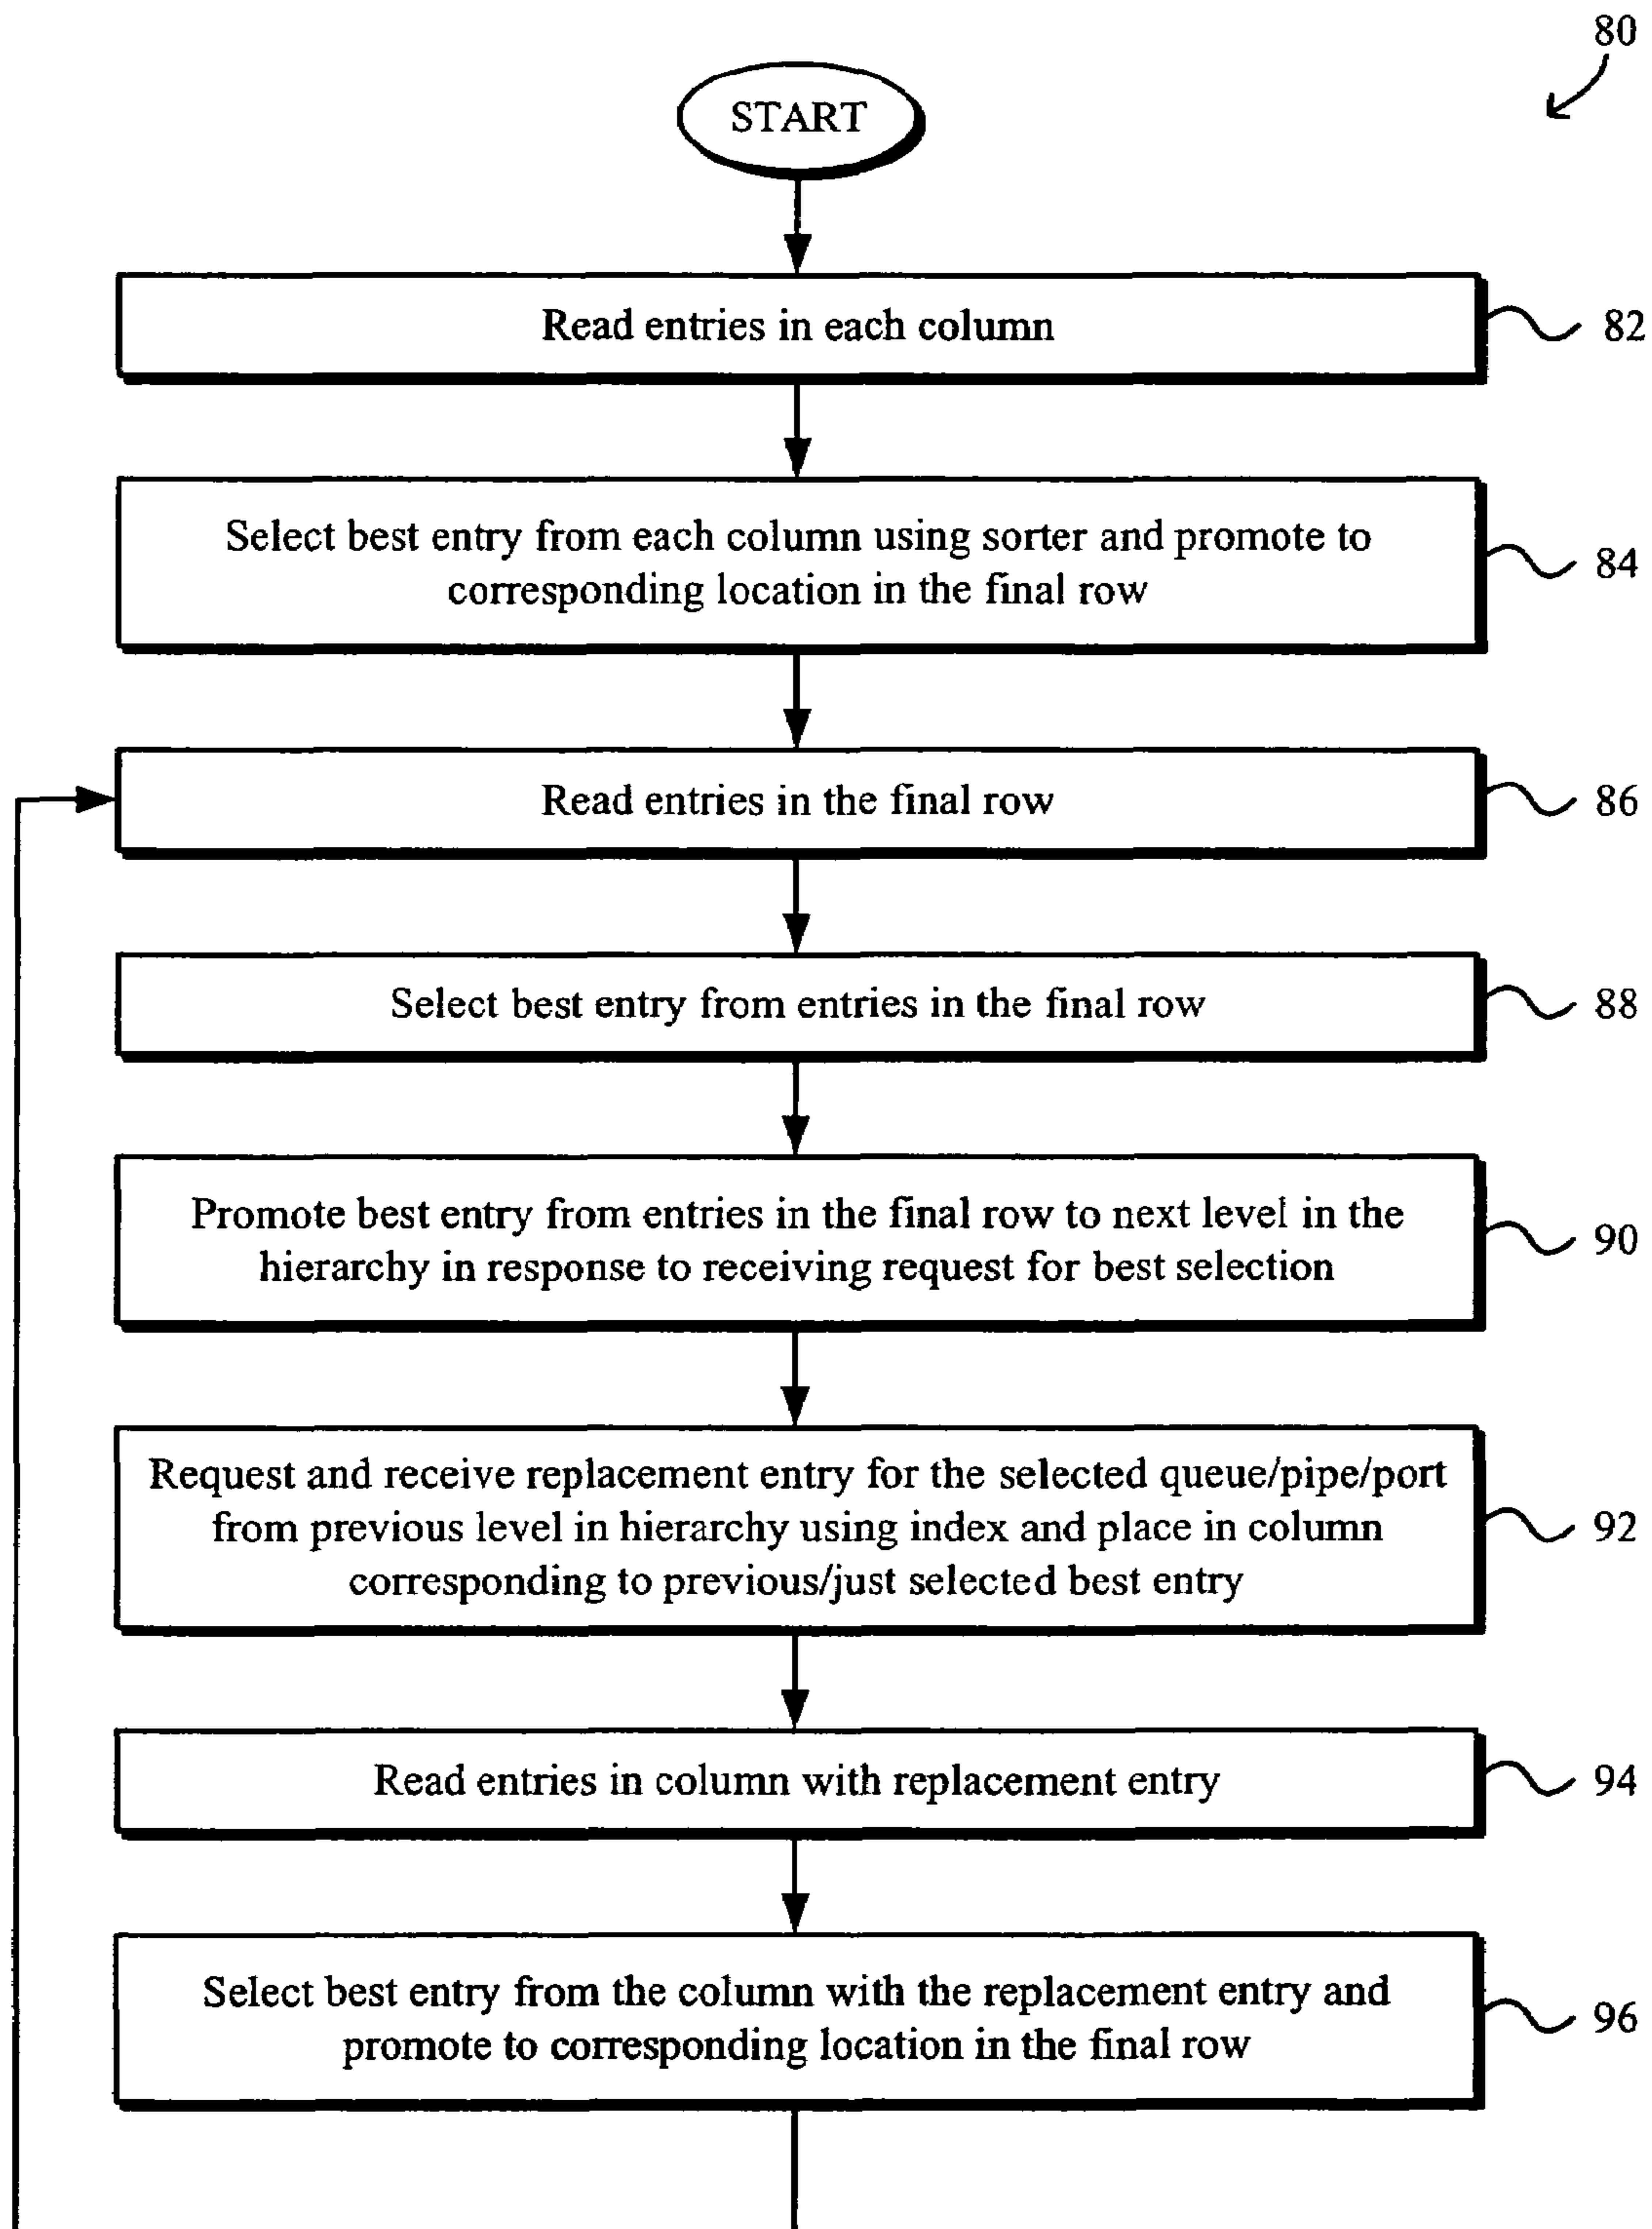 80
START
Read entries in each column
82
Select best entry from each column using sorter and promote to
corresponding location in the final row
84
Read entries in the final row
86
Select best entry from entries in the final row
88
Promote best entry from entries in the final row to next level in the
hierarchy in response to receiving request for best selection
90
Request and receive replacement entry for the selected queue/pipe/port
from previous level in hierarchy using index and place in column
corresponding to previous/just selected best entry
92
Read entries in column with replacement entry
94
Select best entry from the column with the replacement entry and
promote to corresponding location in the final row
96